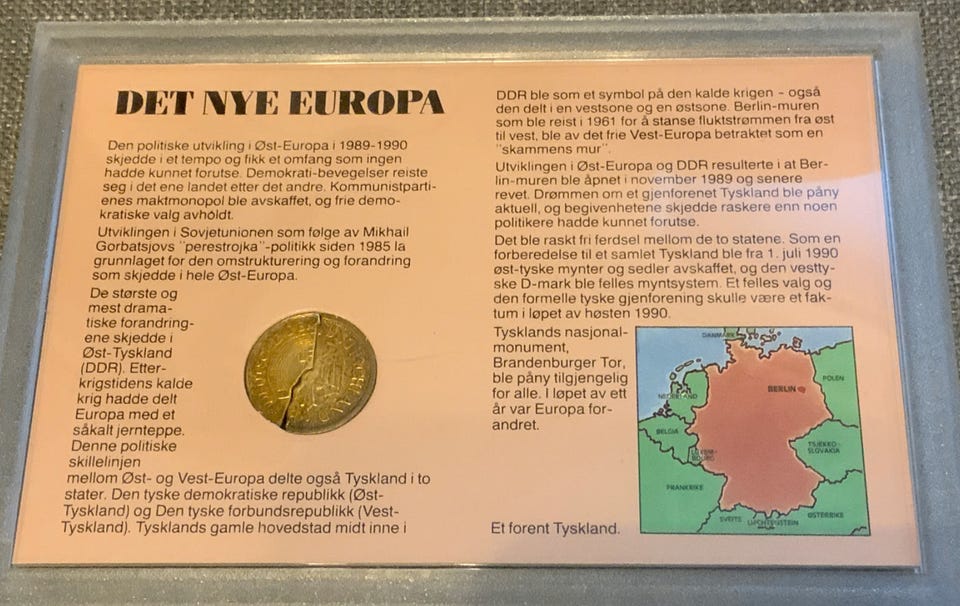 DET NYE EUROPA
Den politiske utvikling i Øst-Europa i 1989-1990
skjedde i et tempo og fikk et omfang som ingen
hadde kunnet forutse. Demokrati-bevegelser reiste
seg i det ene landet etter det andre. Kommunistparti-
enes maktmonopol ble avskaffet, og frie demo-
kratiske valg avhöldt.
Utviklingen i Sovjetunionen som følge av Mikhail
Gorbatsjovs "perestrojka"-politikk siden 1985 la
grunnlaget for den omstrukturering og forandring
som skjedde i hele Øst-Europa.
De største og
mest drama-
tiske forandring-
ene skjedde i
Øst-Tyskland
(DDR). Etter-
krigstidens kalde
krig hadde delt
Europa med et
såkalt jernteppe.
Denne politiske
skillelinjen
mellom Øst- og Vest-Europa delte også Tyskland i to
stater. Den tyske demokratiske republikk (Øst-
Tyskland) og Den tyske forbundsrepublikk (Vest-
Tyskland). Tysklands gamle hovedstad midt inne i
DDR ble som et symbol på den kalde krigen - også
den delt i en vestsone og en østsone. Berlin-muren
som ble reist i 1961 for å stanse fluktstrømmen fra øst
til vest, ble av det frie Vest-Europa betraktet som en
"skammens mur".
Utviklingen i Øst-Europa og DDR resulterte i at Ber-
lin-muren ble åpnet i november 1989 og senere
revet. Drømmen om et gjenforenet Tyskland ble påny
aktuell, og begivenhetene skjedde raskere enn noen
politikere hadde kunnet forutse.
Det ble raskt fri ferdsel mellom de to statene. Som en
forberedelse til et samlet Tyskland ble fra 1. juli 1990
øst-tyske mynter og sedler avskaffet, og den vestty-
ske D-mark ble felles myntsystem. Et felles valg og
den formelle tyske gjenforening skulle være et fak-
tum i løpet av høsten 1990.
Tysklands nasjonal-
monument,
Brandenburger Tor,
ble påny tilgjengelig
for alle. I løpet av ett
år var Europa for-
andret.
Et forent Tyskland.
DANMARK
POLEN
BERLIN
NEDERLAND
BELGIA
LUXEM-
BOURG
TSJEKKO-
SLOVAKIA
FRANKRIKE
SVEITS
LIECHTENSTEIN
ØSTERRIKE